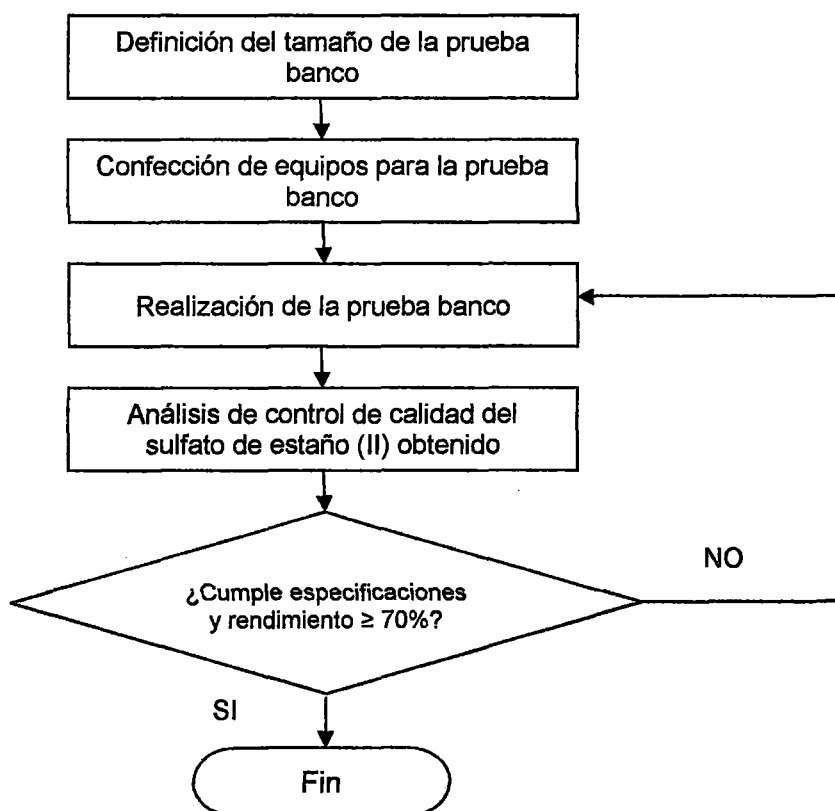 Definición del tamaño de la prueba
banco
Confección de equipos para la prueba
banco
Realización de la prueba banco
Análisis de control de calidad del
sulfato de estaño (II) obtenido
¿Cumple especificaciones
y rendimiento ≥ 70%?
NO
SI
Fin